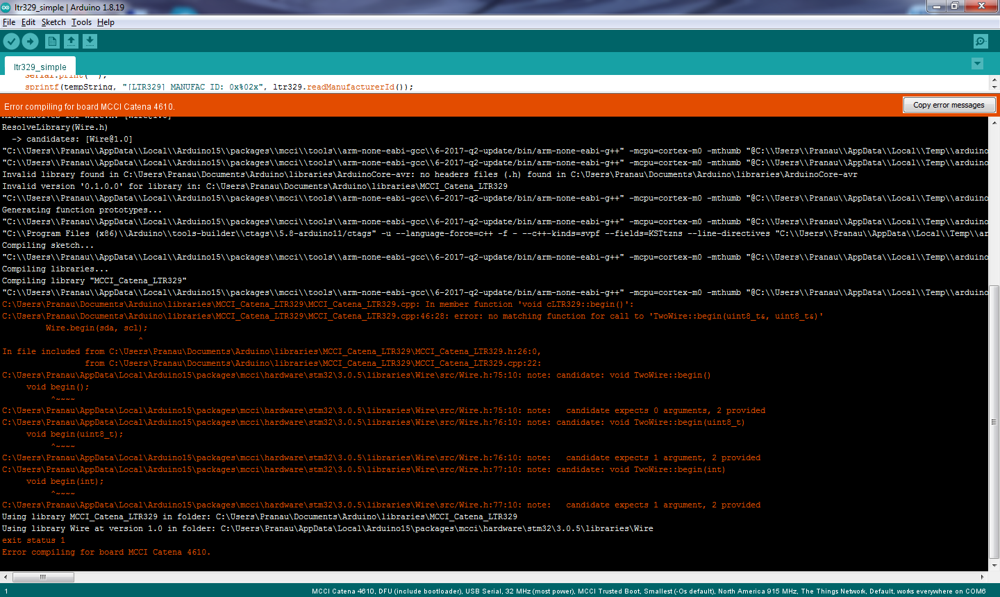 ltr329_simple | Arduino 1.8.19
File Edit Sketch Tools Help
ltr329_simple
Serial.print(" ");
sprintf(tempString, "[LTR329] MANUFAC ID: 0x%02x", ltr329.readManufacturerId());
Error compiling for board MCCI Catena 4610.
Copy error messages
Alternatives for Wire.h: [Wire@1.0]
ResolveLibrary(Wire.h)
-> candidates: [Wire@1.0]
"C:\\Users\\Pranau\\AppData\\Local\\Arduino15\\packages\\mcci\\tools\\arm-none-eabi-gcc\\6-2017-q2-update/bin/arm-none-eabi-g++" -mcpu=cortex-m0 -mthumb "@C:\\Users\\Pranau\\AppData\\Local\\Temp\\arduino
"C:\\Users\\Pranau\\AppData\\Local\\Arduino15\\packages\\mcci\\tools\\arm-none-eabi-gcc\\6-2017-q2-update/bin/arm-none-eabi-g++" -mcpu=cortex-m0 -mthumb "@C:\\Users\\Pranau\\AppData\\Local\\Temp\\arduino
Invalid library found in C:\Users\Pranau\Documents\Arduino\libraries\ArduinoCore-avr: no headers files (.h) found in C:\Users\Pranau\Documents\Arduino\libraries\ArduinoCore-avr
Invalid version '0.1.0.0' for library in: C:\Users\Pranau\Documents\Arduino\libraries\MCCI_Catena_LTR329
"C:\\Users\\Pranau\\AppData\\Local\\Arduino15\\packages\\mcci\\tools\\arm-none-eabi-gcc\\6-2017-q2-update/bin/arm-none-eabi-g++" -mcpu=cortex-m0 -mthumb "@C:\\Users\\Pranau\\AppData\\Local\\Temp\\arduino
Generating function prototypes...
"C:\\Users\\Pranau\\AppData\\Local\\Arduino15\\packages\\mcci\\tools\\arm-none-eabi-gcc\\6-2017-q2-update/bin/arm-none-eabi-g++" -mcpu=cortex-m0 -mthumb "@C:\\Users\\Pranau\\AppData\\Local\\Temp\\arduino
"C:\\Program Files (x86)\\Arduino\\tools-builder\\ctags\\5.8-arduino11/ctags" -u --language-force=c++ -f - --c++-kinds=svpf --fields=KSTtzns --line-directives "C:\\Users\\Pranau\\AppData\\Local\\Temp\\ar
Compiling sketch...
"C:\\Users\\Pranau\\AppData\\Local\\Arduino15\\packages\\mcci\\tools\\arm-none-eabi-gcc\\6-2017-q2-update/bin/arm-none-eabi-g++" -mcpu=cortex-m0 -mthumb "@C:\\Users\\Pranau\\AppData\\Local\\Temp\\arduino
Compiling libraries...
Compiling library "MCCI_Catena_LTR329"
"C:\\Users\\Pranau\\AppData\\Local\\Arduino15\\packages\\mcci\\tools\\arm-none-eabi-gcc\\6-2017-q2-update/bin/arm-none-eabi-g++" -mcpu=cortex-m0 -mthumb "@C:\\Users\\Pranau\\AppData\\Local\\Temp\\arduino
C:\Users\Pranau\Documents\Arduino\libraries\MCCI_Catena_LTR329\MCCI_Catena_LTR329.cpp: In member function 'void cLTR329::begin()':
C:\Users\Pranau\Documents\Arduino\libraries\MCCI_Catena_LTR329\MCCI_Catena_LTR329.cpp:46:28: error: no matching function for call to 'TwoWire::begin(uint8_t&, uint8_t&)'
Wire.begin(sda, scl);
^
In file included from C:\Users\Pranau\Documents\Arduino\libraries\MCCI_Catena_LTR329\MCCI_Catena_LTR329.h:26:0,
from C:\Users\Pranau\Documents\Arduino\libraries\MCCI_Catena_LTR329\MCCI_Catena_LTR329.cpp:22:
C:\Users\Pranau\AppData\Local\Arduino15\packages\mcci\hardware\stm32\3.0.5\libraries\Wire\src/Wire.h:75:10: note: candidate: void TwoWire::begin()
void begin();
^~~~~
C:\Users\Pranau\AppData\Local\Arduino15\packages\mcci\hardware\stm32\3.0.5\libraries\Wire\src/Wire.h:75:10: note:   candidate expects 0 arguments, 2 provided
C:\Users\Pranau\AppData\Local\Arduino15\packages\mcci\hardware\stm32\3.0.5\libraries\Wire\src/Wire.h:76:10: note: candidate: void TwoWire::begin(uint8_t)
void begin(uint8_t);
^~~~~
C:\Users\Pranau\AppData\Local\Arduino15\packages\mcci\hardware\stm32\3.0.5\libraries\Wire\src/Wire.h:76:10: note:   candidate expects 1 argument, 2 provided
C:\Users\Pranau\AppData\Local\Arduino15\packages\mcci\hardware\stm32\3.0.5\libraries\Wire\src/Wire.h:77:10: note: candidate: void TwoWire::begin(int)
void begin(int);
^~~~~
C:\Users\Pranau\AppData\Local\Arduino15\packages\mcci\hardware\stm32\3.0.5\libraries\Wire\src/Wire.h:77:10: note:   candidate expects 1 argument, 2 provided
Using library MCCI_Catena_LTR329 in folder: C:\Users\Pranau\Documents\Arduino\libraries\MCCI_Catena_LTR329
Using library Wire at version 1.0 in folder: C:\Users\Pranau\AppData\Local\Arduino15\packages\mcci\hardware\stm32\3.0.5\libraries\Wire
exit status 1
Error compiling for board MCCI Catena 4610.
1
MCCI Catena 4610, DFU (include bootloader), USB Serial, 32 MHz (most power), MCCI Trusted Boot, Smallest (-Os default), North America 915 MHz, The Things Network, Default, works everywhere on COM6